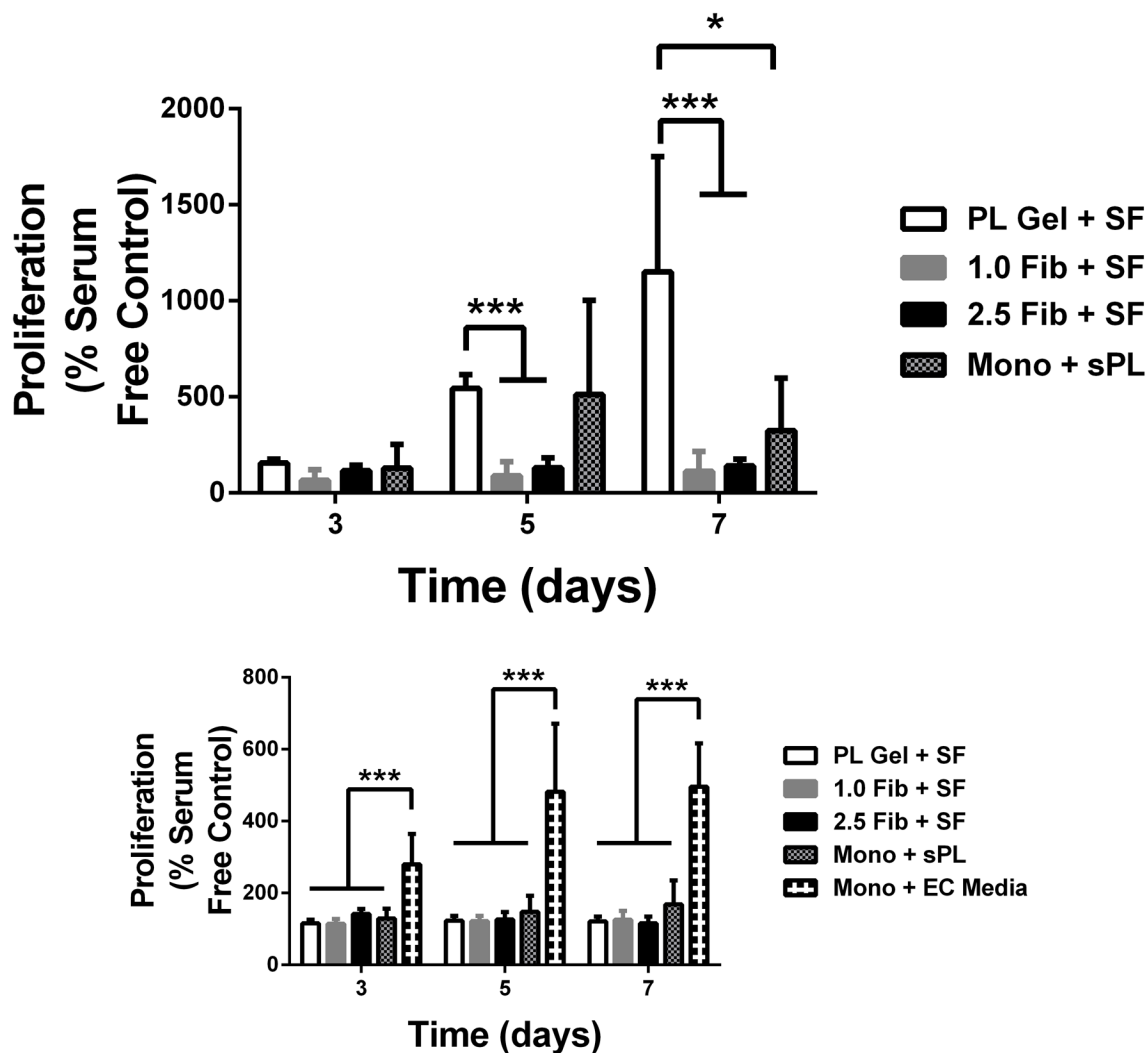 *
***
***
2000
1500
1000
500
0
Proliferation
(% Serum
Free Control)
3 5 7
Time (days)
PL Gel + SF
1.0 Fib + SF
2.5 Fib + SF
Mono + sPL
***
***
***
800
600
400
200
0
Proliferation
(% Serum
Free Control)
3 5 7
Time (days)
PL Gel + SF
1.0 Fib + SF
2.5 Fib + SF
Mono + sPL
Mono + EC Media